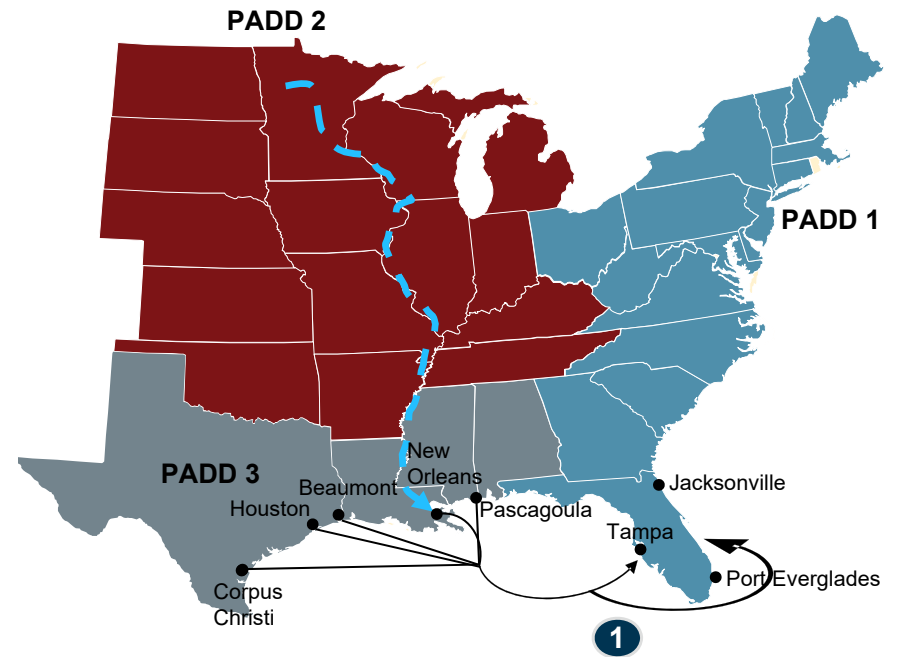 PADD 2
PADD 1
New
Orleans
PADD 3
Beaumont
Jacksonville
Houston
Pascagoula
Tampa
Port Everglades
Corpus
Christi
1